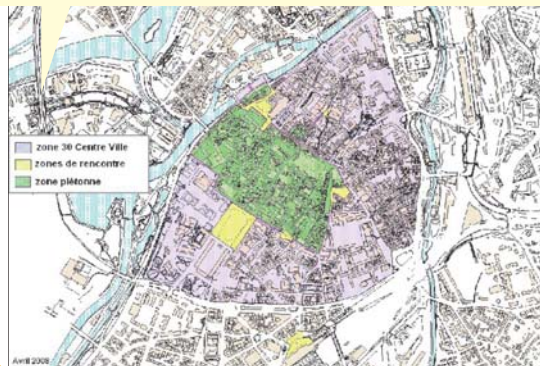 zone 30 Centre Ville
zones de rencontre
zone piétonne
Avril 2008